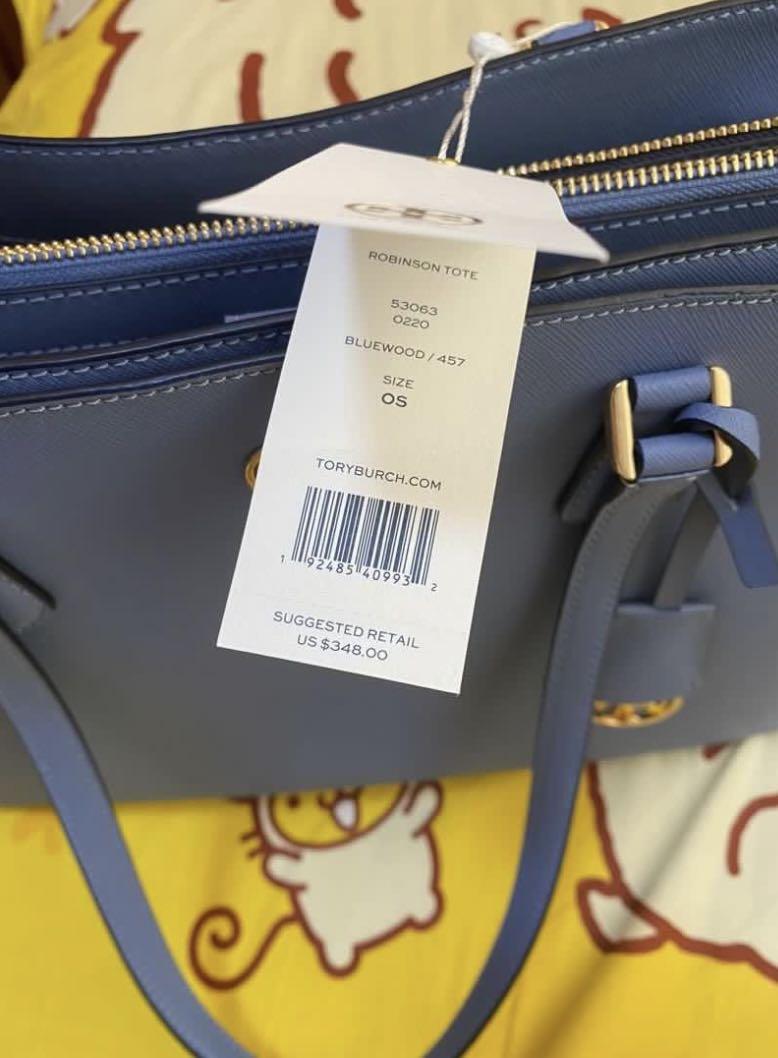 ROBINSON TOTE
53063
0220
BLUEWOOD / 457
SIZE
OS
TORYBURCH.COM
1 92485 40993 2
SUGGESTED RETAIL
US $348.00